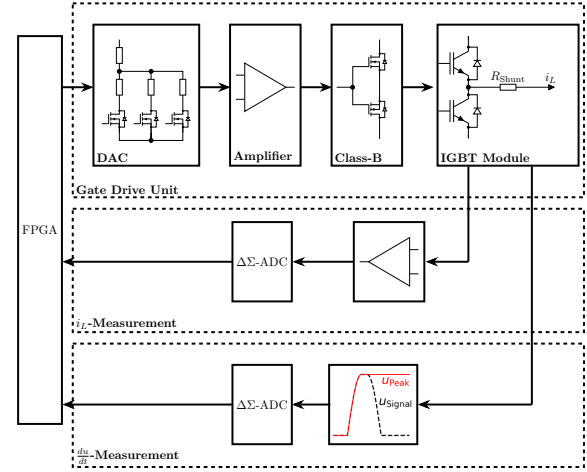 R_Shunt
i_L
DAC
Amplifier
Class-B
IGBT Module
Gate Drive Unit
FPGA
ΔΣ-ADC
i_L-Measurement
u_Peak
u_Signal
ΔΣ-ADC
du/dt-Measurement